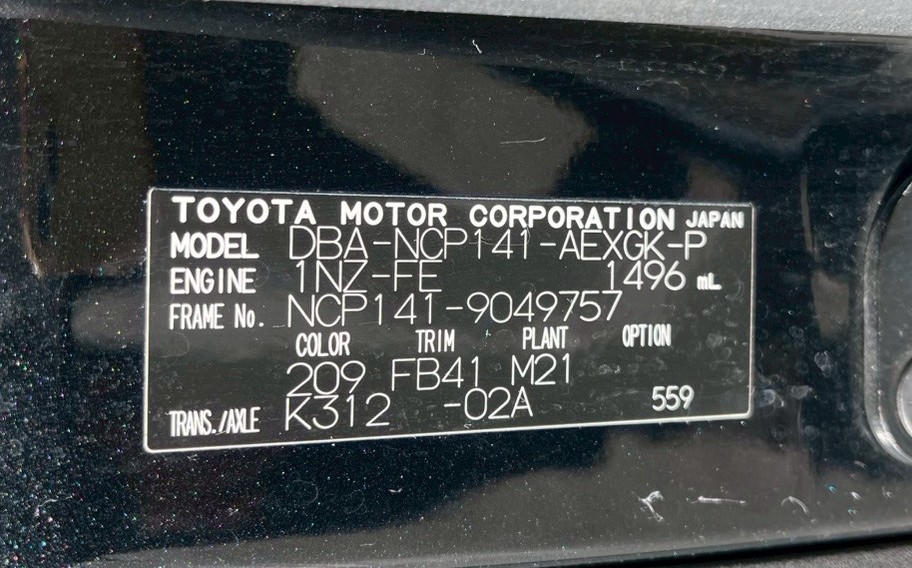 TOYOTA MOTOR CORPORATION JAPAN
MODEL DBA-NCP141-AEXGK-P
ENGINE 1NZ-FE 1496 mL
FRAME No. NCP141-9049757
COLOR TRIM PLANT OPTION
209 FB41 M21
TRANS./AXLE K312 -02A 559